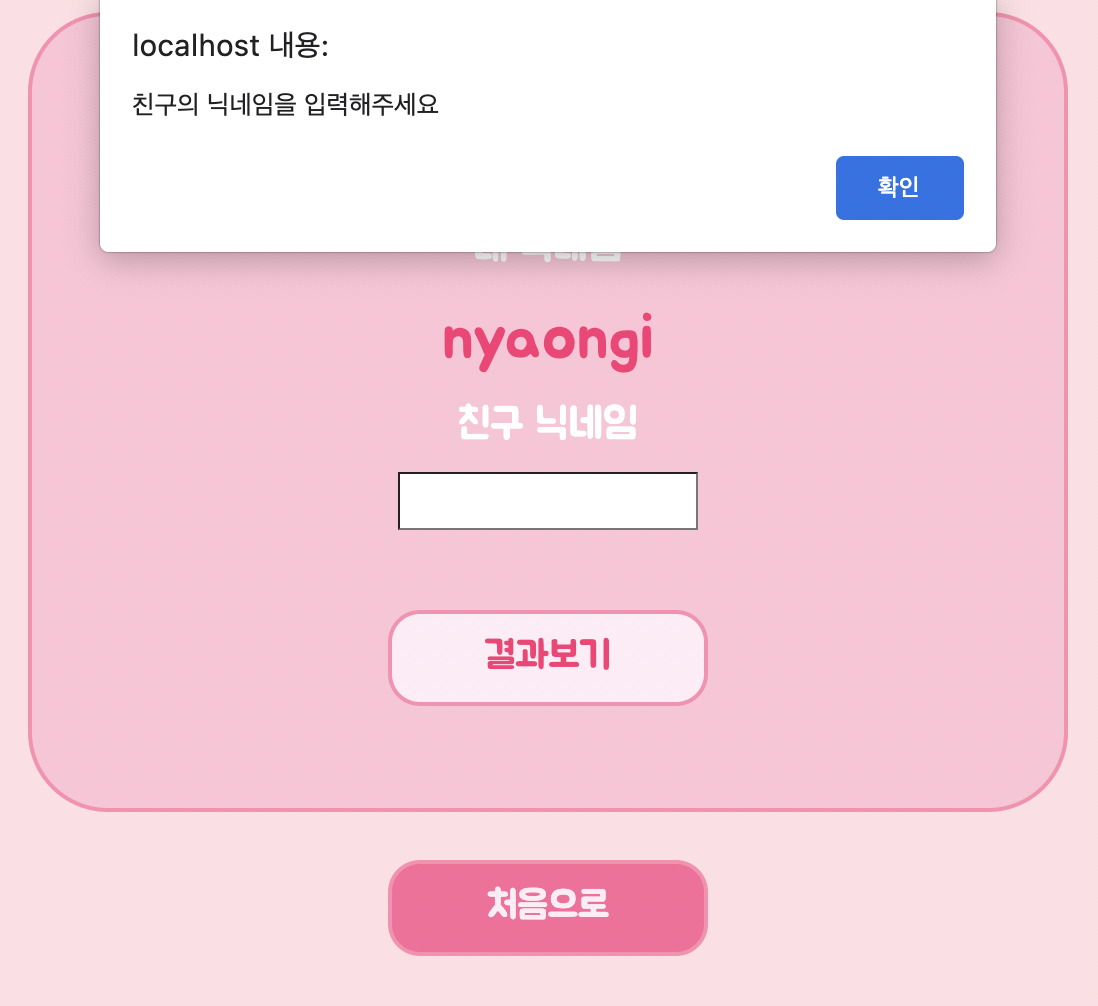 localhost 내용:
친구의 닉네임을 입력해주세요
확인
nyaongi
친구 닉네임
결과보기
처음으로